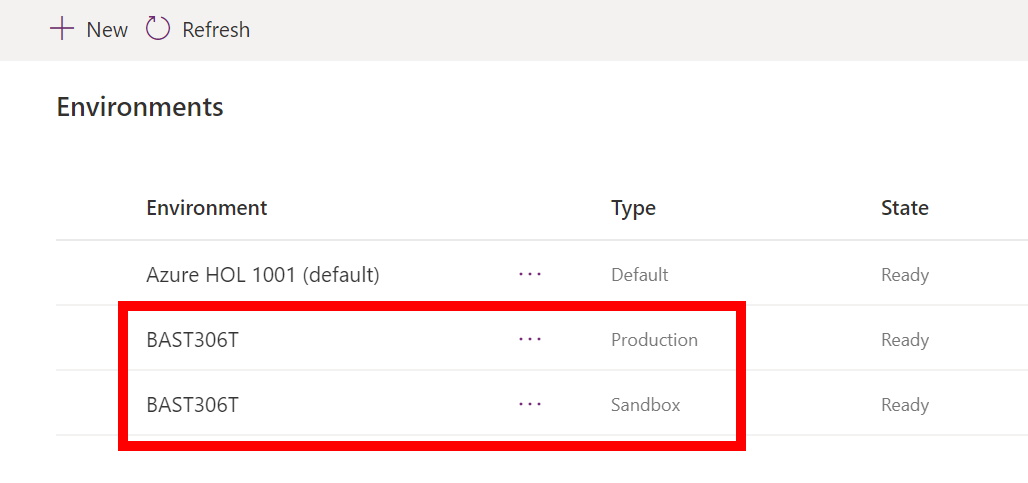 New Refresh
Environments
Environment Type State
Azure HOL 1001 (default) ... Default Ready
BAST306T ... Production Ready
BAST306T ... Sandbox Ready